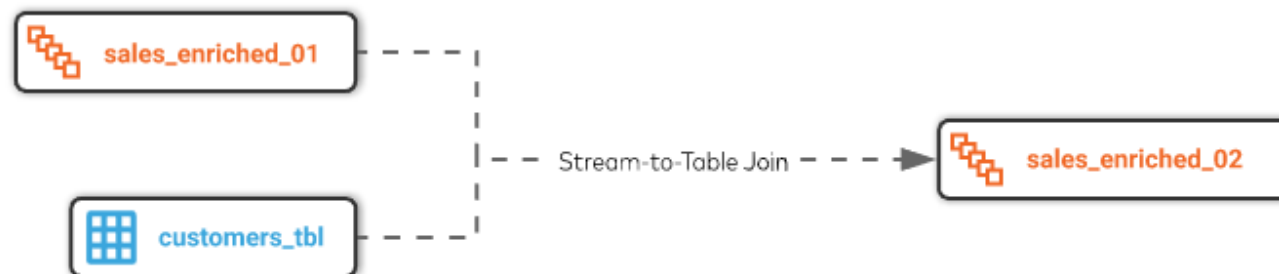 sales_enriched_01
Stream-to-Table Join
sales_enriched_02
customers_tbl